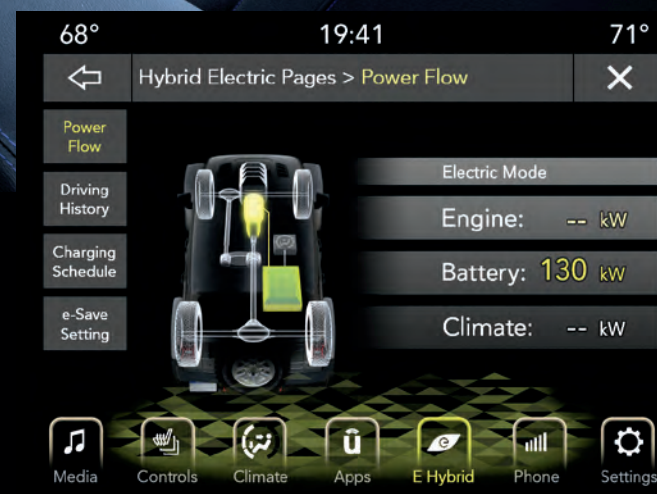 68° 19:41 71°
Hybrid Electric Pages > Power Flow
Power
Flow
Driving
History
Charging
Schedule
e-Save
Setting
Electric Mode
Engine: -- kW
Battery: 130 kW
Climate: -- kW
Media Controls Climate Apps E Hybrid Phone Settings